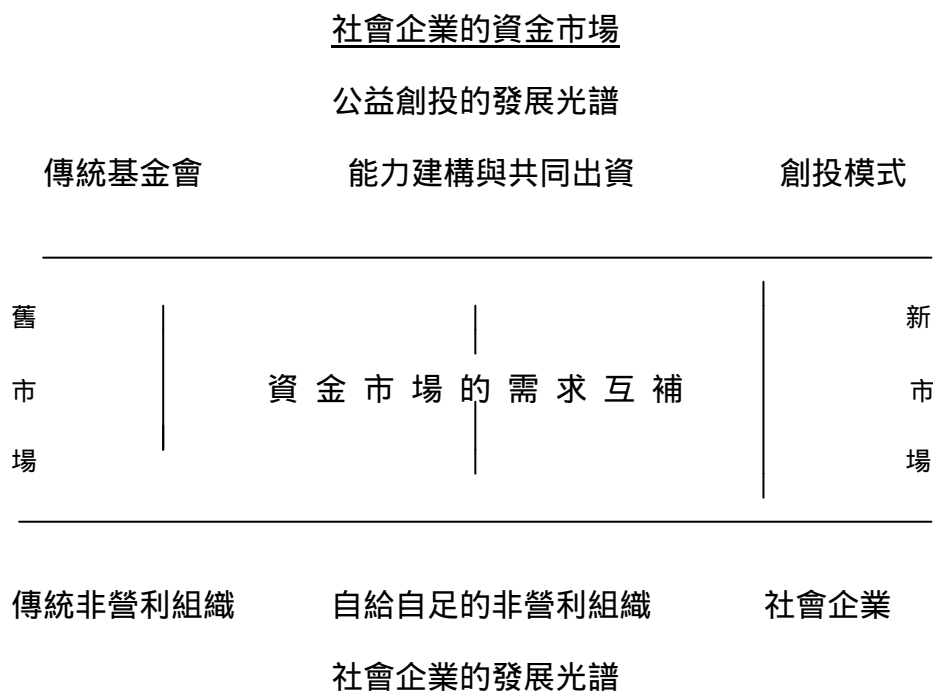 社會企業的資金市場
公益創投的發展光譜
傳統基金會 能力建構與共同出資 創投模式
舊 新
市 資金市場的需求互補 市
場 場
傳統非營利組織 自給自足的非營利組織 社會企業
社會企業的發展光譜